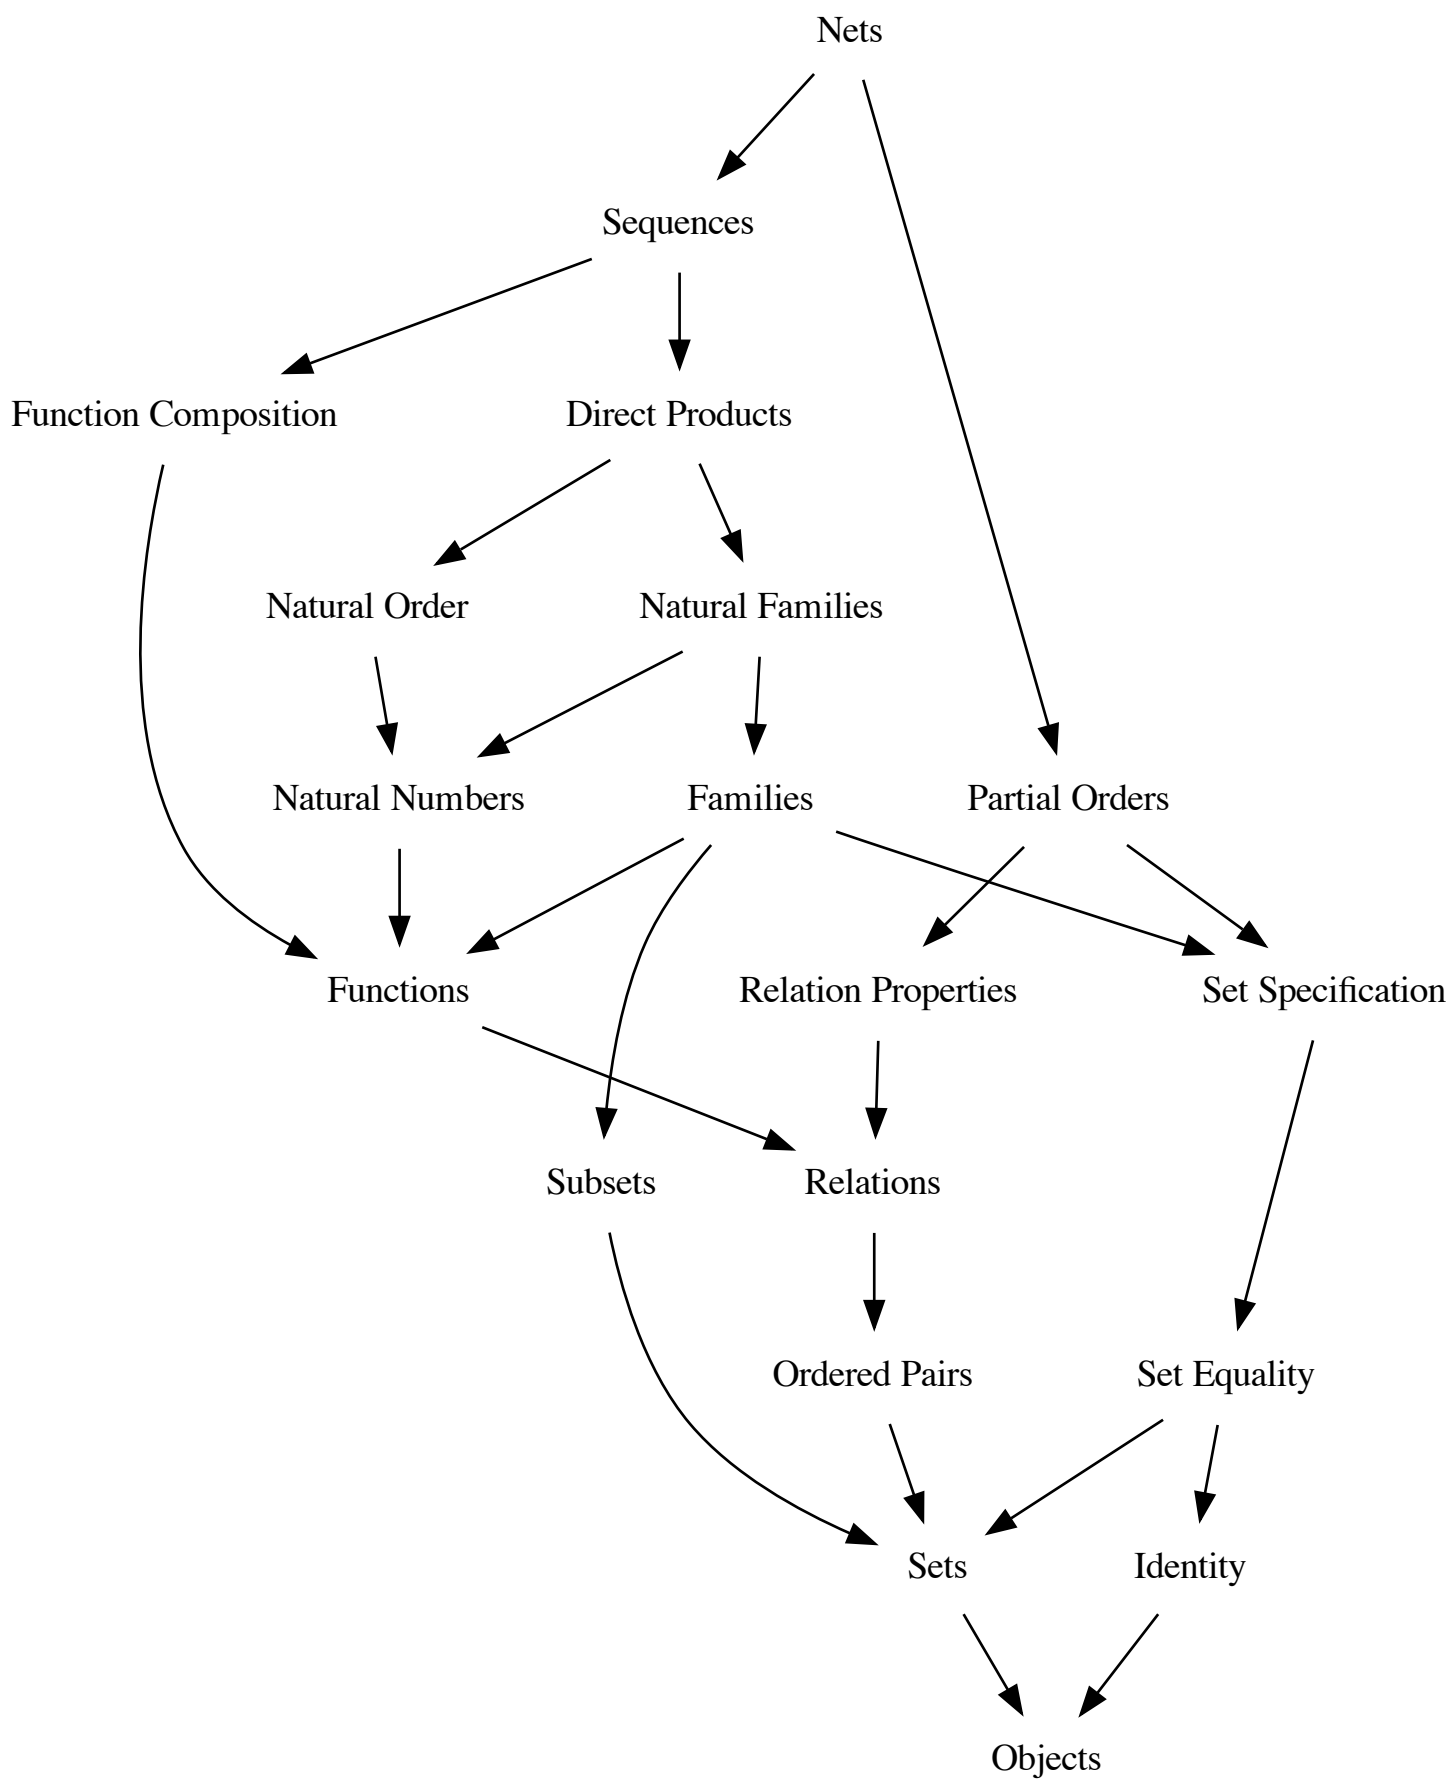 Nets
Sequences
Function Composition
Direct Products
Natural Order
Natural Families
Natural Numbers
Families
Partial Orders
Functions
Relation Properties
Set Specification
Subsets
Relations
Ordered Pairs
Set Equality
Sets
Identity
Objects